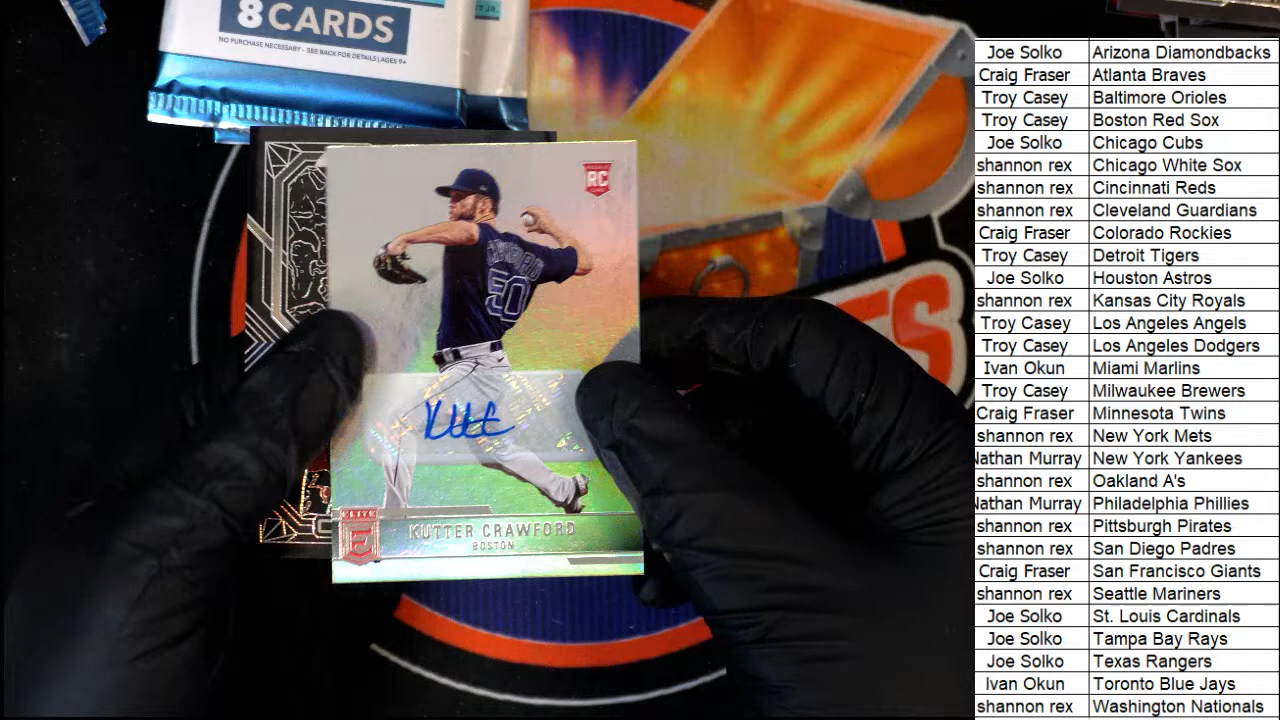 8 CARDS
NO PURCHASE NECESSARY - SEE BACK FOR DETAILS | AGES 9+
RC
50
ELITE
E
KUTTER CRAWFORD
BOSTON
Joe Solko Arizona Diamondbacks
Craig Fraser Atlanta Braves
Troy Casey Baltimore Orioles
Troy Casey Boston Red Sox
Joe Solko Chicago Cubs
shannon rex Chicago White Sox
shannon rex Cincinnati Reds
shannon rex Cleveland Guardians
Craig Fraser Colorado Rockies
Troy Casey Detroit Tigers
Joe Solko Houston Astros
shannon rex Kansas City Royals
Troy Casey Los Angeles Angels
Troy Casey Los Angeles Dodgers
Ivan Okun Miami Marlins
Troy Casey Milwaukee Brewers
Craig Fraser Minnesota Twins
shannon rex New York Mets
Nathan Murray New York Yankees
shannon rex Oakland A's
Nathan Murray Philadelphia Phillies
shannon rex Pittsburgh Pirates
shannon rex San Diego Padres
Craig Fraser San Francisco Giants
shannon rex Seattle Mariners
Joe Solko St. Louis Cardinals
Joe Solko Tampa Bay Rays
Joe Solko Texas Rangers
Ivan Okun Toronto Blue Jays
shannon rex Washington Nationals